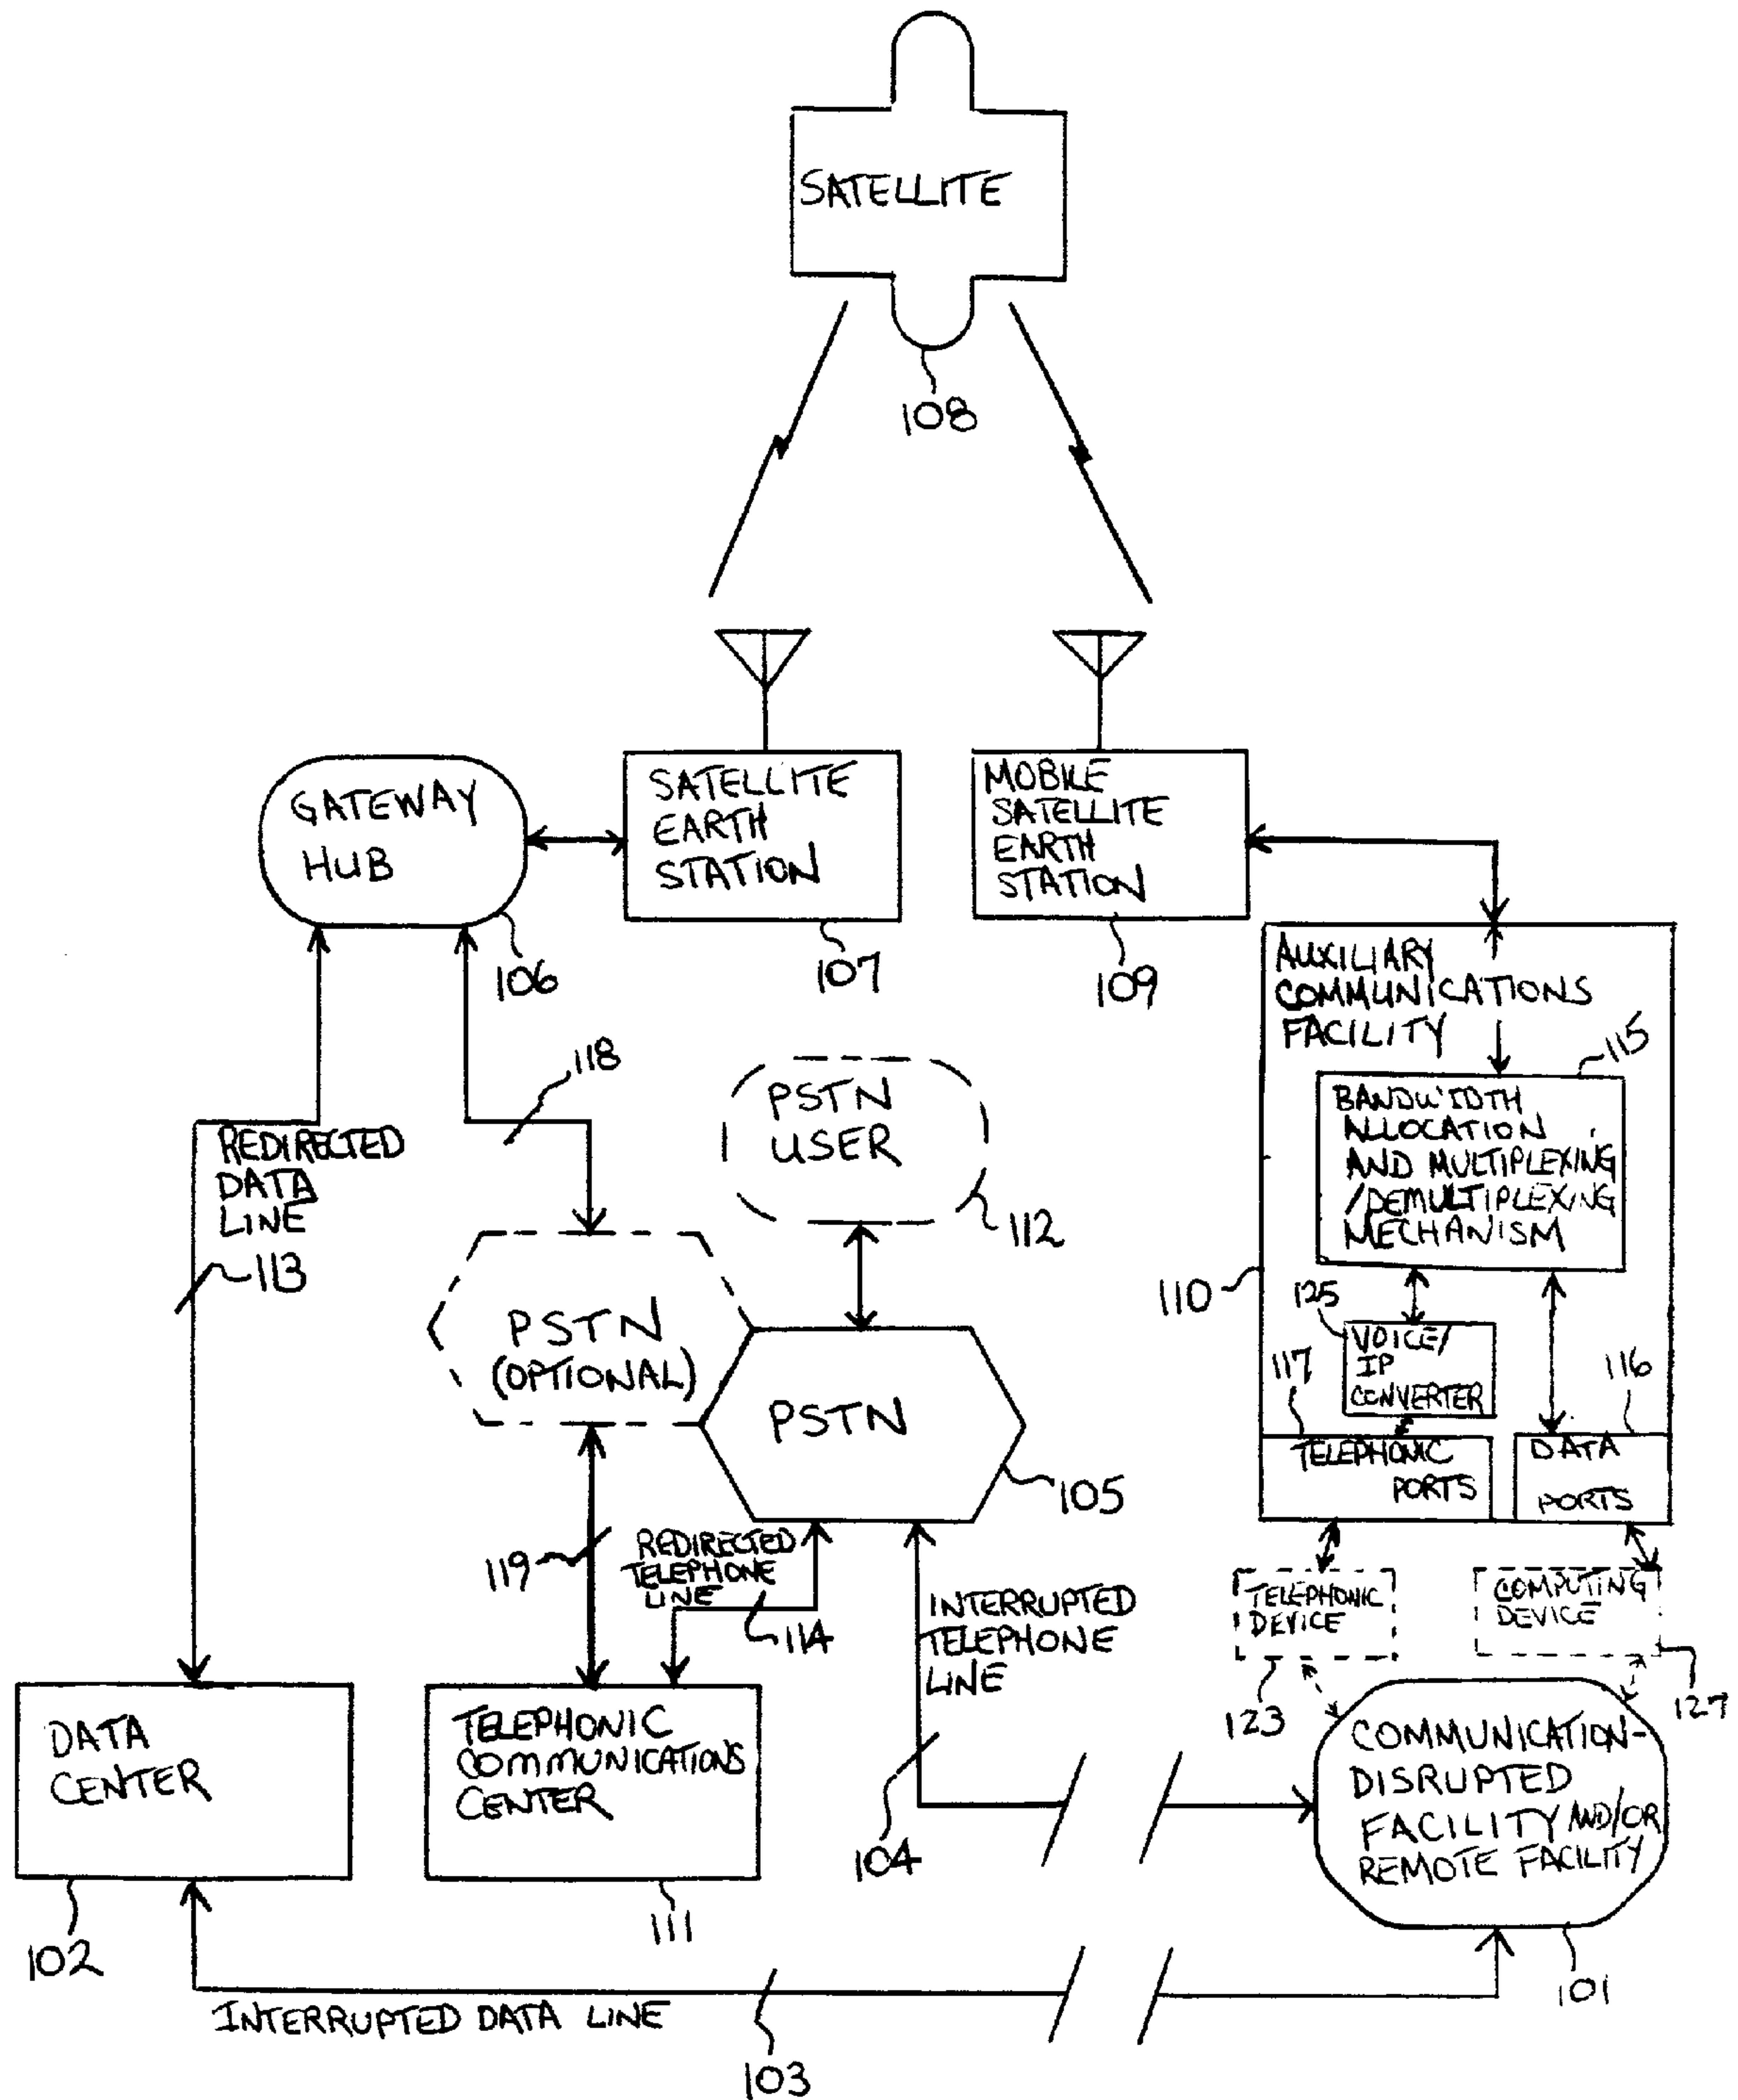 SATELLITE
108
GATEWAY
HUB
106
SATELLITE
EARTH
STATION
107
MOBILE
SATELLITE
EARTH
STATION
109
AUXILIARY
COMMUNICATIONS
FACILITY
115
BANDWIDTH
ALLOCATION
AND MULTIPLEXING
/DEMULTIPLEXING
MECHANISM
110
125
VOICE/
IP
CONVERTER
117
116
TELEPHONIC
PORTS
DATA
PORTS
118
PSTN
USER
112
REDIRECTED
DATA
LINE
113
PSTN
(OPTIONAL)
PSTN
105
119
REDIRECTED
TELEPHONE
LINE
114
INTERRUPTED
TELEPHONE
LINE
104
TELEPHONIC
DEVICE
123
COMPUTING
DEVICE
127
DATA
CENTER
102
TELEPHONIC
COMMUNICATIONS
CENTER
111
COMMUNICATION-
DISRUPTED
FACILITY AND/OR
REMOTE FACILITY
101
INTERRUPTED DATA LINE
103